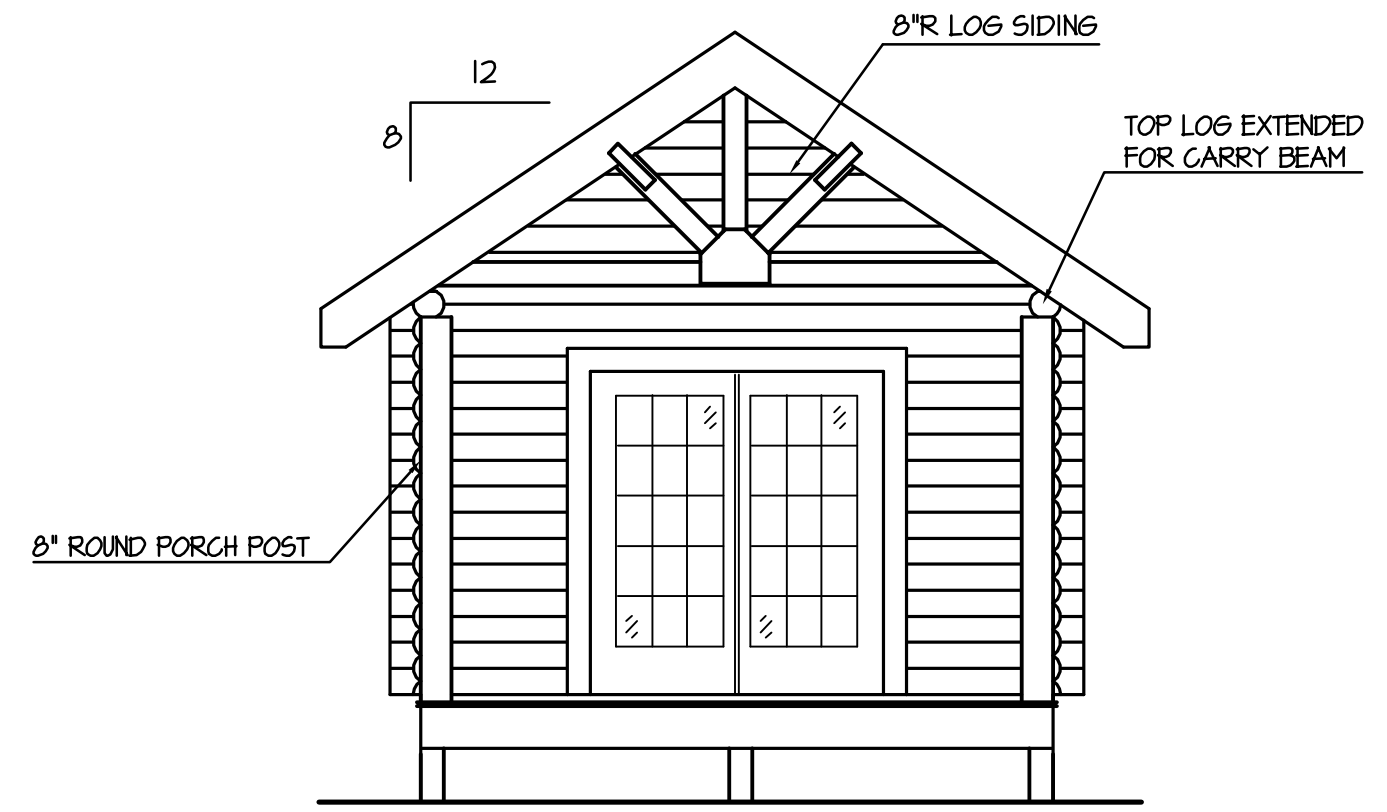 8"R LOG SIDING
12
8
TOP LOG EXTENDED
FOR CARRY BEAM
8" ROUND PORCH POST